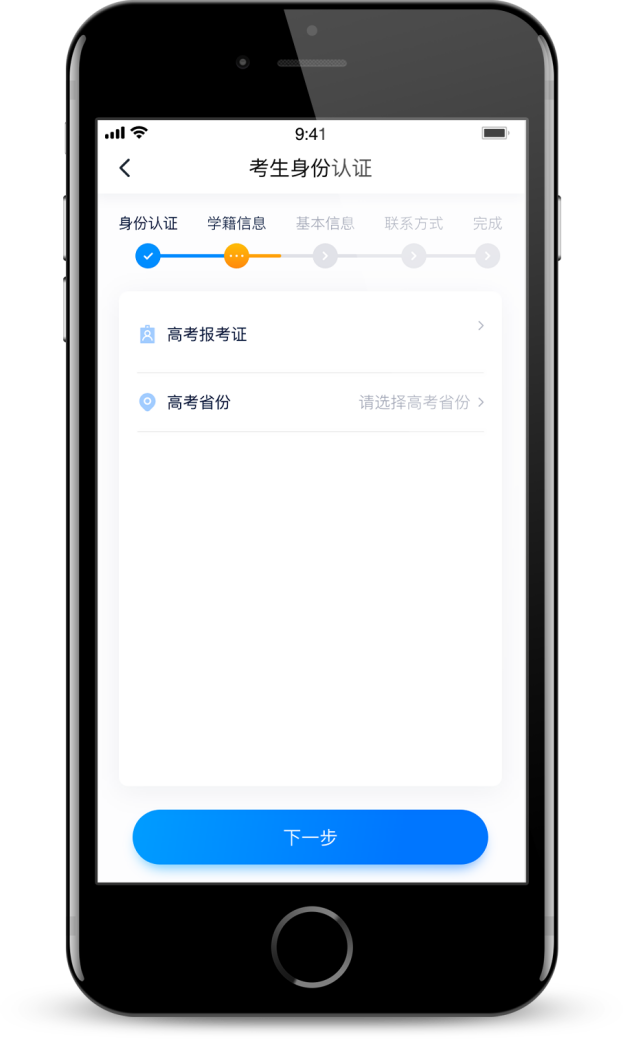 9:41
考生身份认证
身份认证 学籍信息 基本信息 联系方式 完成
高考报考证
高考省份 请选择高考省份
下一步